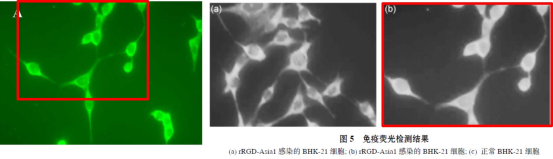 A
(a)
(b)
图 5 免疫荧光检测结果
(a) rRGD-Asia1 感染的 BHK-21 细胞; (b) rRGD-Asia1 感染的 BHK-21 细胞; (c) 正常 BHK-21 细胞